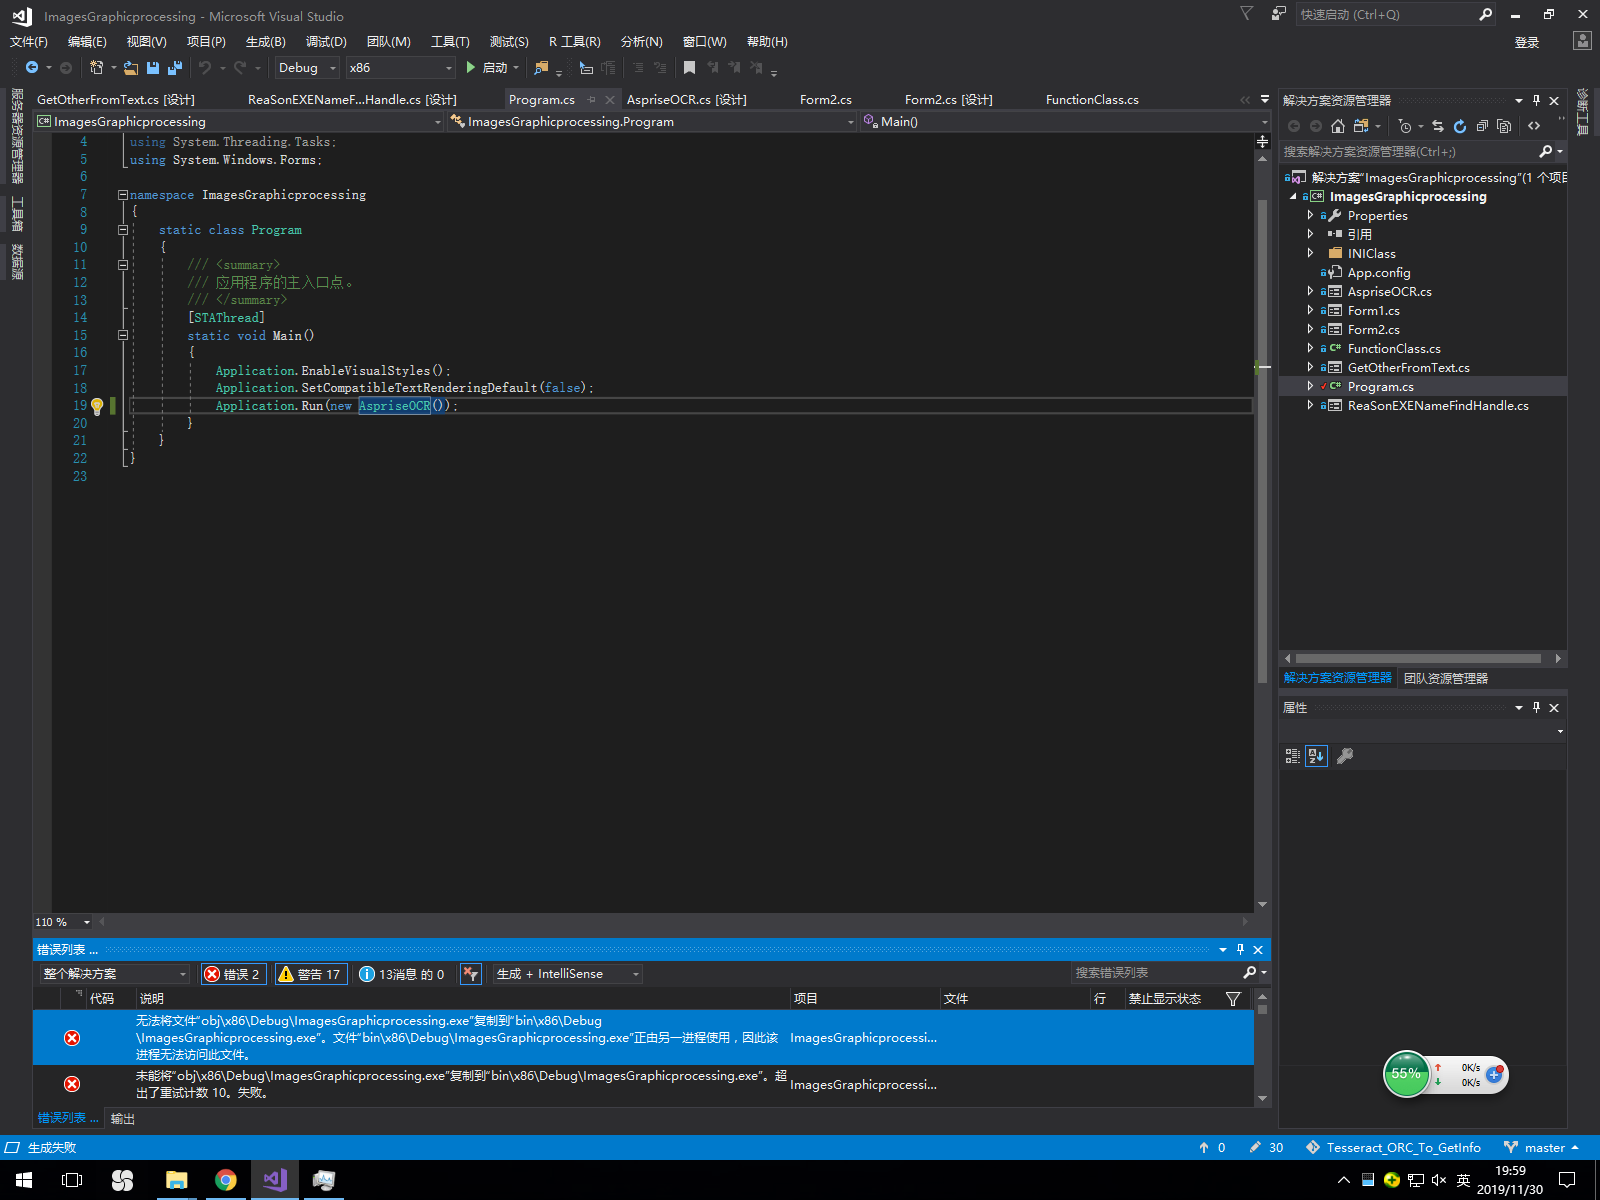 ImagesGraphicprocessing - Microsoft Visual Studio
快速启动 (Ctrl+Q)
文件(F) 编辑(E) 视图(V) 项目(P) 生成(B) 调试(D) 团队(M) 工具(T) 测试(S) R 工具(R) 分析(N) 窗口(W) 帮助(H)
登录
Debug x86 启动
服务器资源管理器
工具箱
数据源
GetOtherFromText.cs [设计] ReaSonEXENameF...Handle.cs [设计] Program.cs AspriseOCR.cs [设计] Form2.cs Form2.cs [设计] FunctionClass.cs
ImagesGraphicprocessing ImagesGraphicprocessing.Program Main()
4 using System.Threading.Tasks;
5 using System.Windows.Forms;
6
7 namespace ImagesGraphicprocessing
8 {
9 static class Program
10 {
11 /// <summary>
12 /// 应用程序的主入口点。
13 /// </summary>
14 [STAThread]
15 static void Main()
16 {
17 Application.EnableVisualStyles();
18 Application.SetCompatibleTextRenderingDefault(false);
19 Application.Run(new AspriseOCR());
20 }
21 }
22 }
23
110 %
解决方案资源管理器
搜索解决方案资源管理器(Ctrl+;)
解决方案"ImagesGraphicprocessing"(1 个项目
ImagesGraphicprocessing
Properties
引用
INIClass
App.config
AspriseOCR.cs
Form1.cs
Form2.cs
FunctionClass.cs
GetOtherFromText.cs
Program.cs
ReaSonEXENameFindHandle.cs
解决方案资源管理器 团队资源管理器
属性
诊断工具
错误列表 ...
整个解决方案 错误 2 警告 17 13消息 的 0 生成 + IntelliSense 搜索错误列表
代码 说明 项目 文件 行 禁止显示状态
无法将文件"obj\x86\Debug\ImagesGraphicprocessing.exe"复制到"bin\x86\Debug
\ImagesGraphicprocessing.exe"。文件"bin\x86\Debug\ImagesGraphicprocessing.exe"正由另一进程使用，因此该 ImagesGraphicprocessi...
进程无法访问此文件。
未能将"obj\x86\Debug\ImagesGraphicprocessing.exe"复制到"bin\x86\Debug\ImagesGraphicprocessing.exe"。超 ImagesGraphicprocessi...
出了重试计数 10。失败。
错误列表 ... 输出
55% 0K/s
0K/s
生成失败 0 30 Tesseract_ORC_To_GetInfo master
英 19:59
2019/11/30